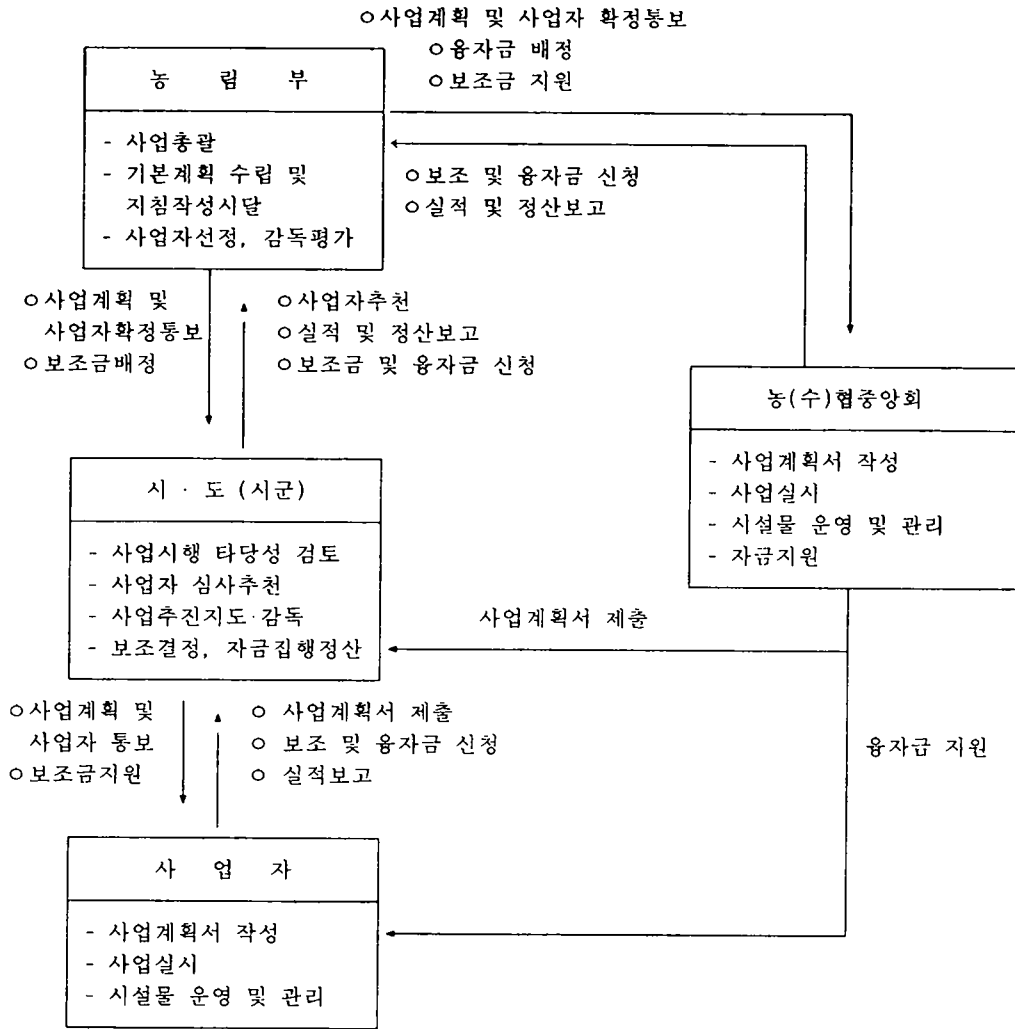 ○사업계획 및 사업자 확정통보
○융자금 배정
○보조금 지원
농 림 부
- 사업총괄
- 기본계획 수립 및
지침작성시달
- 사업자선정, 감독평가
○보조 및 융자금 신청
○실적 및 정산보고
○사업계획 및
사업자확정통보
○보조금배정
○사업자추천
○실적 및 정산보고
○보조금 및 융자금 신청
농(수)협중앙회
- 사업계획서 작성
- 사업실시
- 시설물 운영 및 관리
- 자금지원
시 · 도 (시군)
- 사업시행 타당성 검토
- 사업자 심사추천
- 사업추진지도·감독
- 보조결정, 자금집행정산
사업계획서 제출
○사업계획 및
사업자 통보
○보조금지원
○ 사업계획서 제출
○ 보조 및 융자금 신청
○ 실적보고
융자금 지원
사 업 자
- 사업계획서 작성
- 사업실시
- 시설물 운영 및 관리